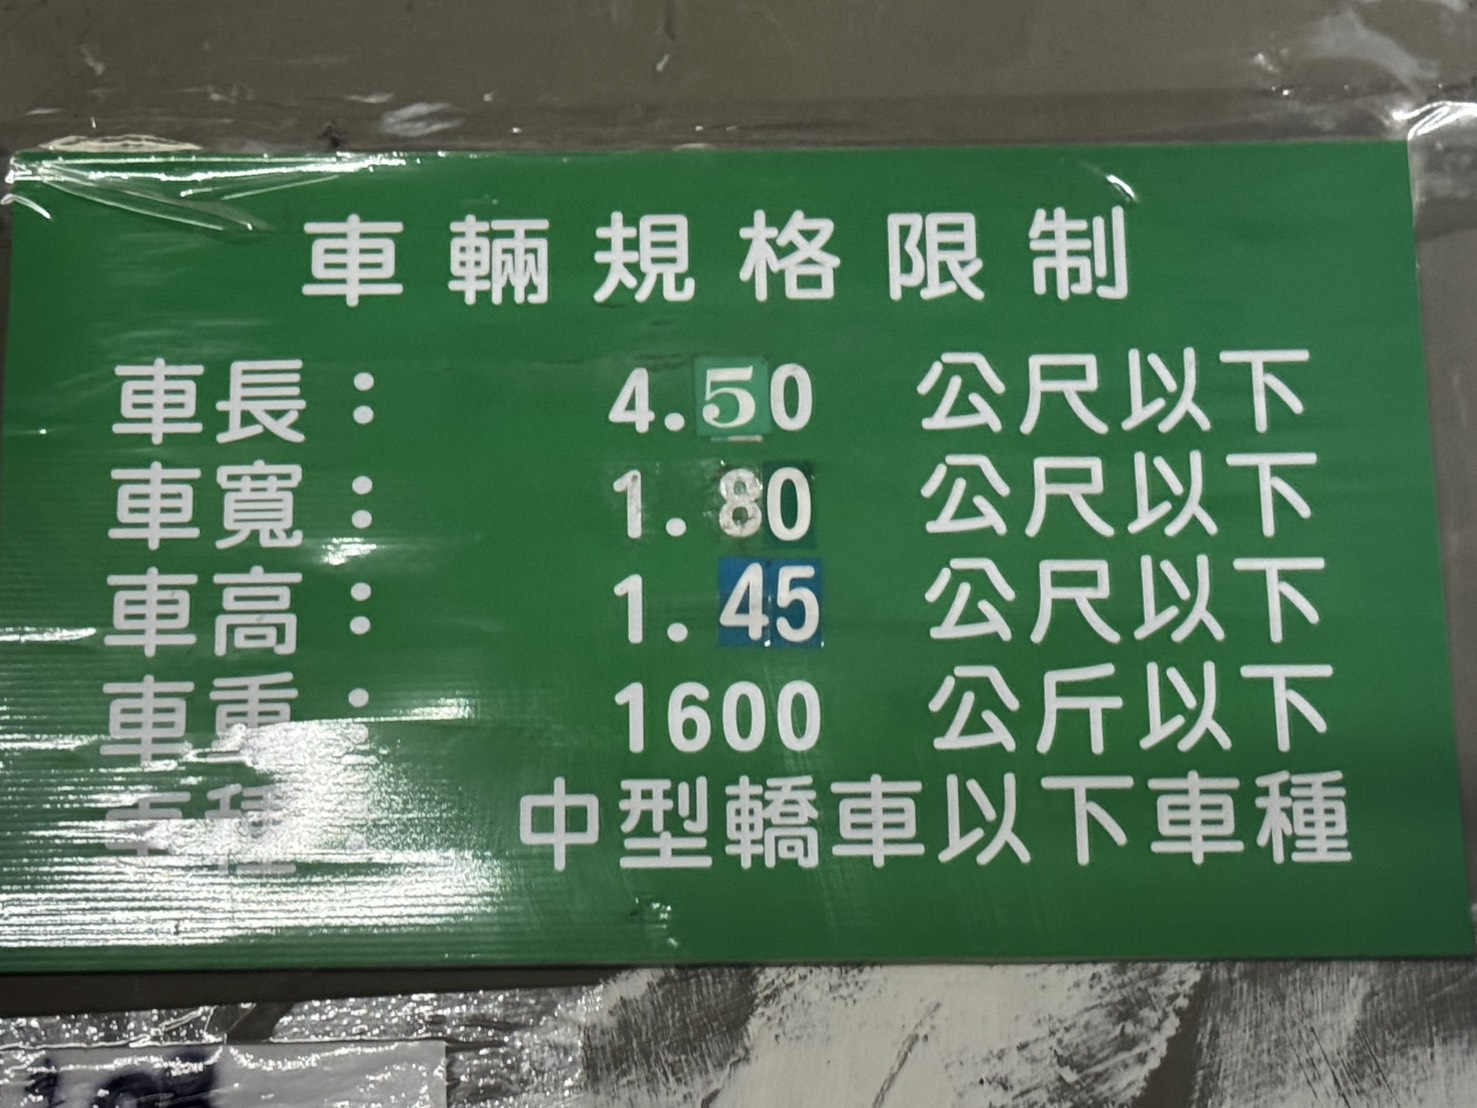 車輛規格限制
車長： 4.50 公尺以下
車寬： 1.80 公尺以下
車高： 1.45 公尺以下
車重： 1600 公斤以下
車種： 中型轎車以下車種